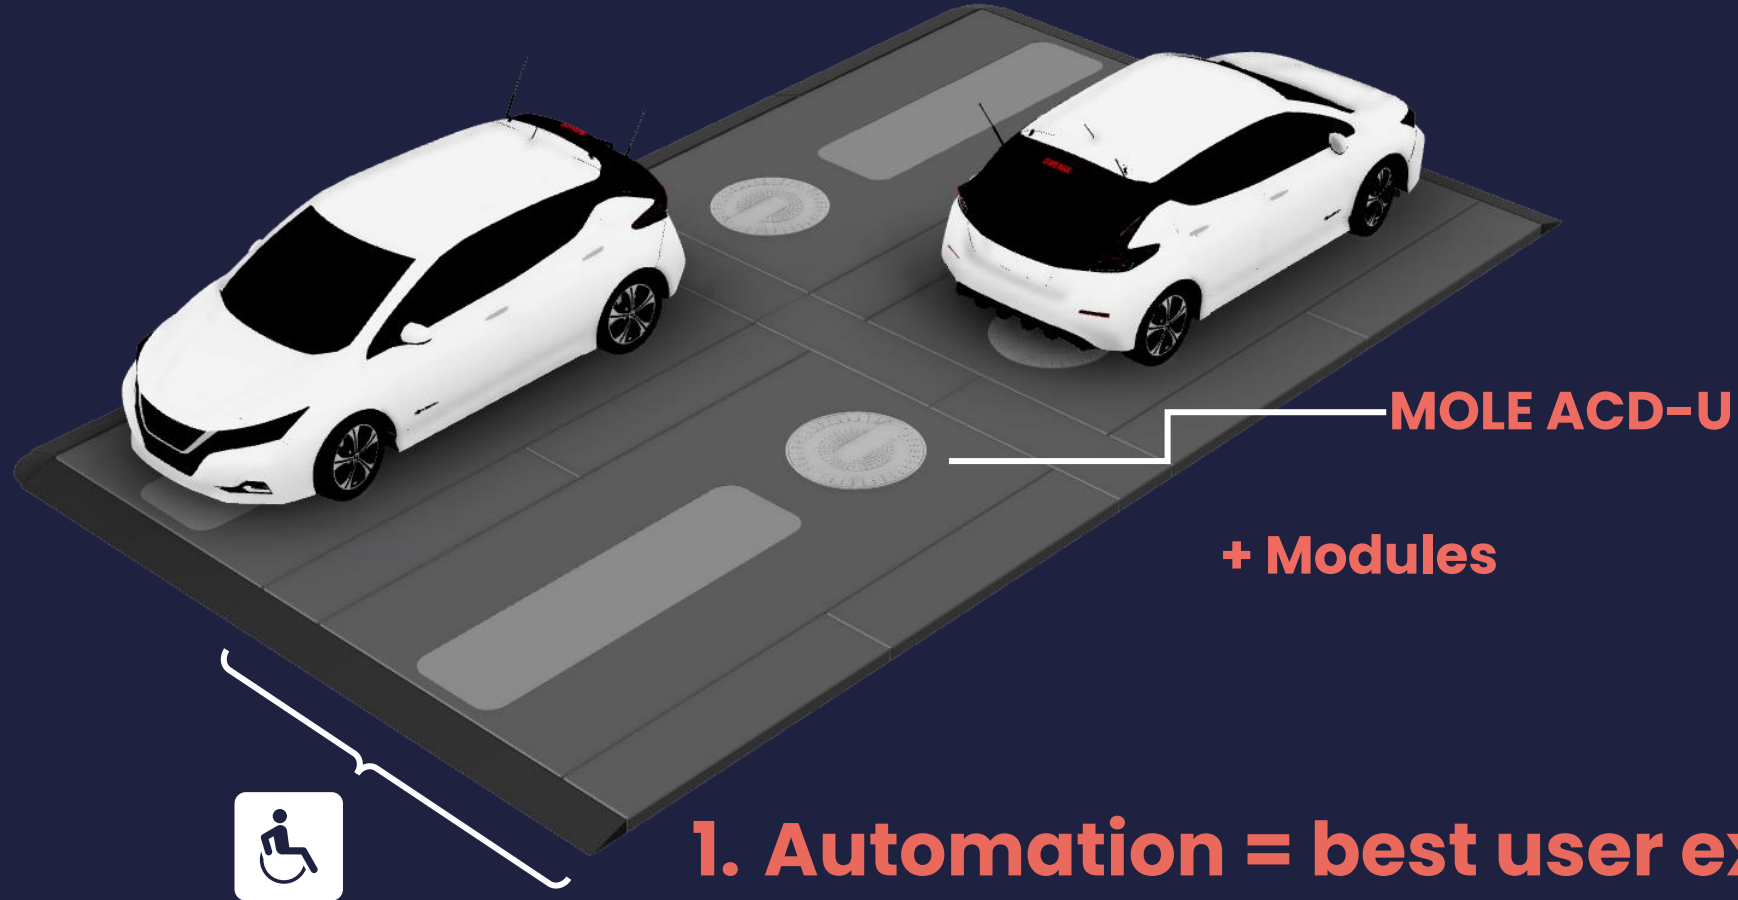 MOLE ACD-U
+ Modules
1. Automation = best user ex